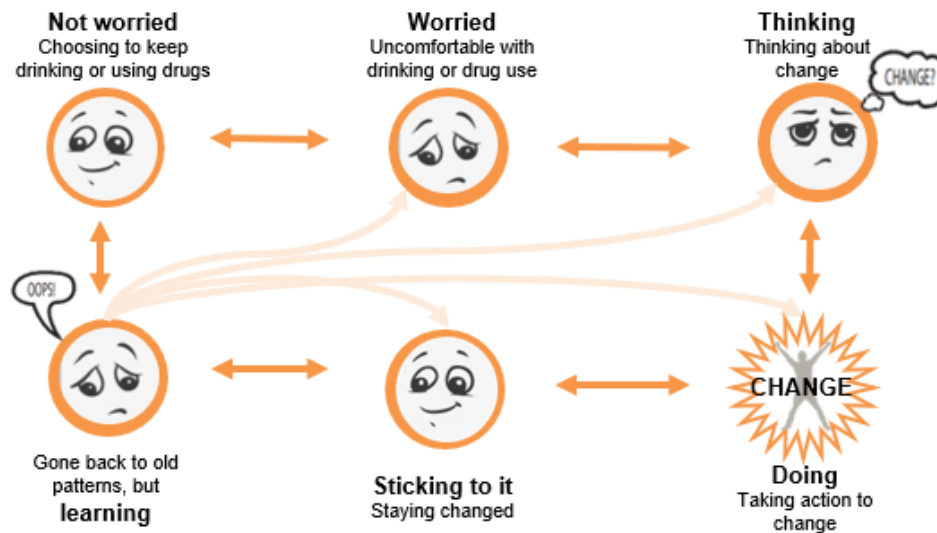 Not worried
Choosing to keep
drinking or using drugs
Worried
Uncomfortable with
drinking or drug use
Thinking
Thinking about
change
CHANGE?
OOPS!
Gone back to old
patterns, but
learning
Sticking to it
Staying changed
CHANGE
Doing
Taking action to
change